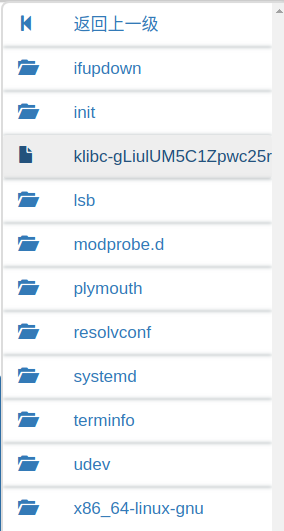 返回上一级
ifupdown
init
klibc-gLiulUM5C1Zpwc25r
lsb
modprobe.d
plymouth
resolvconf
systemd
terminfo
udev
x86_64-linux-gnu